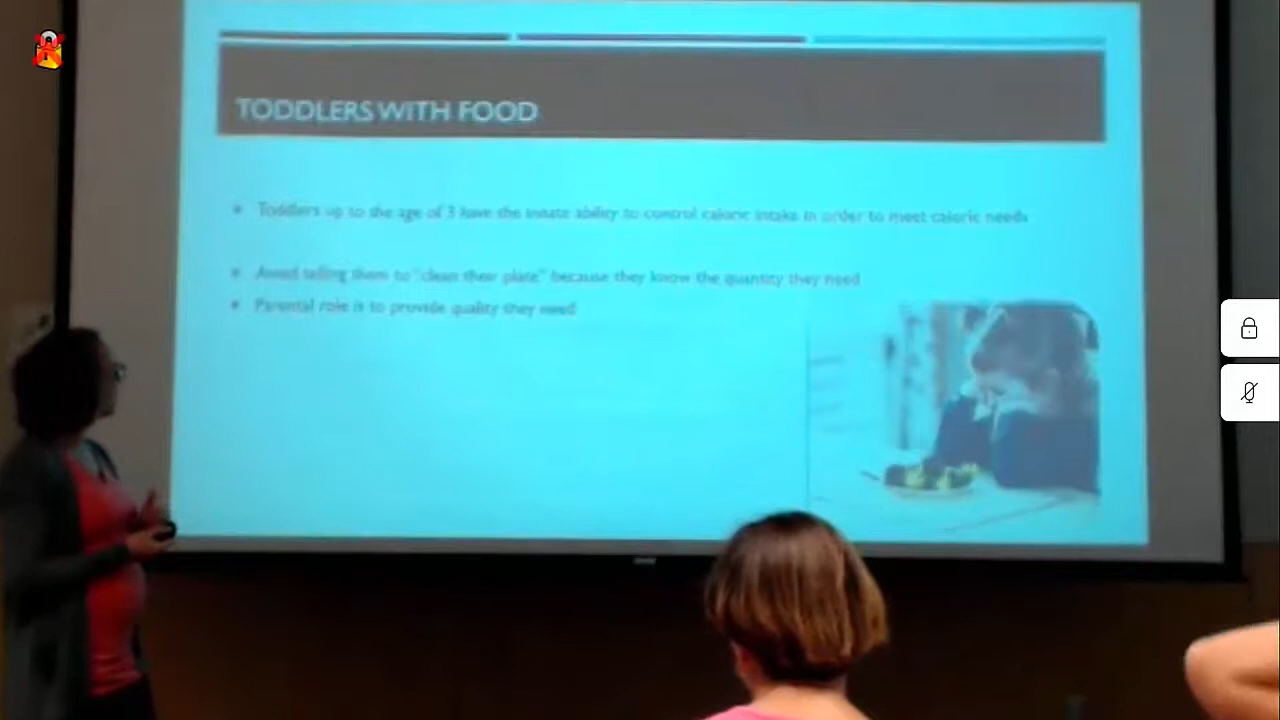 TODDLERS WITH FOOD
Toddlers up to the age of 3 have the innate ability to control caloric intake in order to meet caloric needs
Avoid telling them to "clean their plate" because they know the quantity they need
Parental role is to provide quality they need